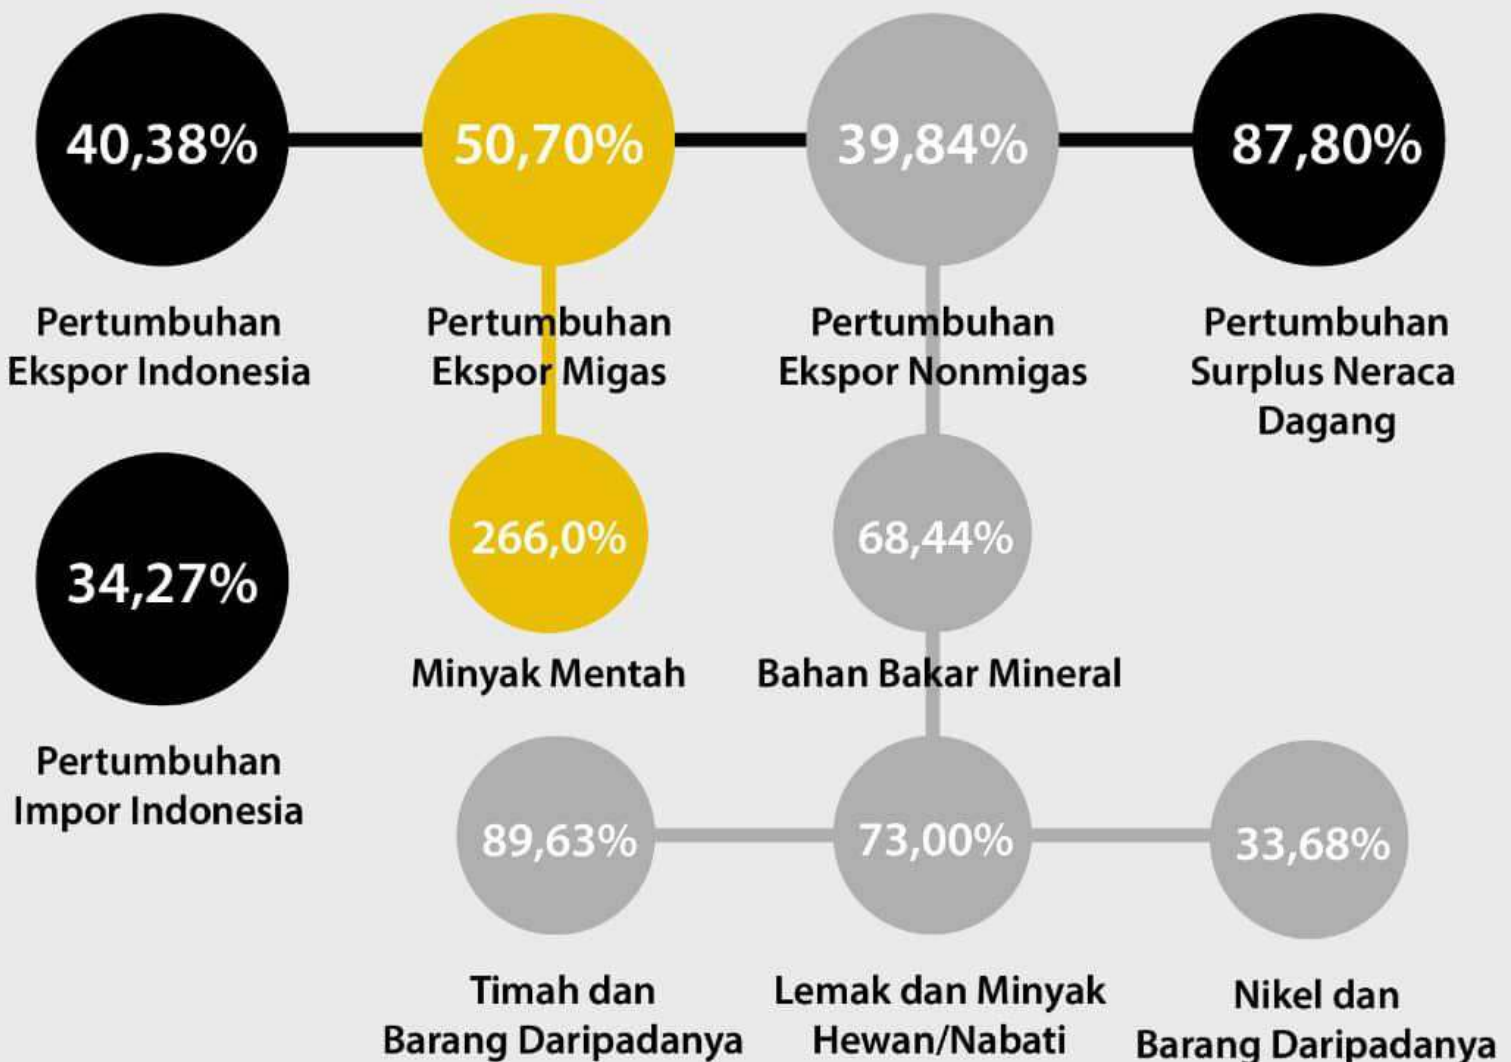 40,38%
Pertumbuhan
Ekspor Indonesia
50,70%
Pertumbuhan
Ekspor Migas
39,84%
Pertumbuhan
Ekspor Nonmigas
87,80%
Pertumbuhan
Surplus Neraca
Dagang
34,27%
Pertumbuhan
Impor Indonesia
266,0%
Minyak Mentah
68,44%
Bahan Bakar Mineral
89,63%
Timah dan
Barang Daripadanya
73,00%
Lemak dan Minyak
Hewan/Nabati
33,68%
Nikel dan
Barang Daripadanya